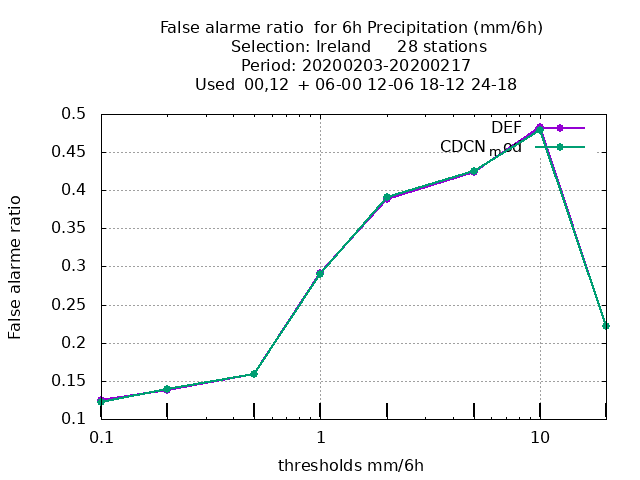 False alarme ratio  for 6h Precipitation (mm/6h)
Selection: Ireland     28 stations
Period: 20200203-20200217
Used  00,12  + 06-00 12-06 18-12 24-18
DEF
CDCN_mod
0.5
0.45
0.4
0.35
0.3
0.25
0.2
0.15
0.1
False alarme ratio
0.1 1 10
thresholds mm/6h